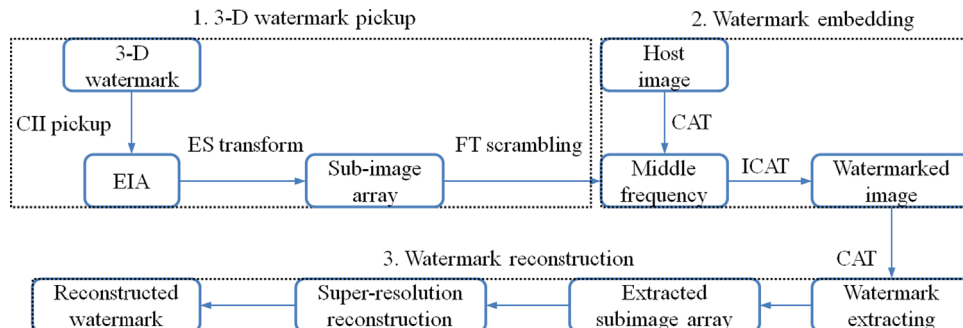 1. 3-D watermark pickup
2. Watermark embedding
3-D
watermark
Host
image
CII pickup
CAT
ES transform
FT scrambling
EIA
Sub-image
array
Middle
frequency
ICAT
Watermarked
image
CAT
3. Watermark reconstruction
Reconstructed
watermark
Super-resolution
reconstruction
Extracted
subimage array
Watermark
extracting